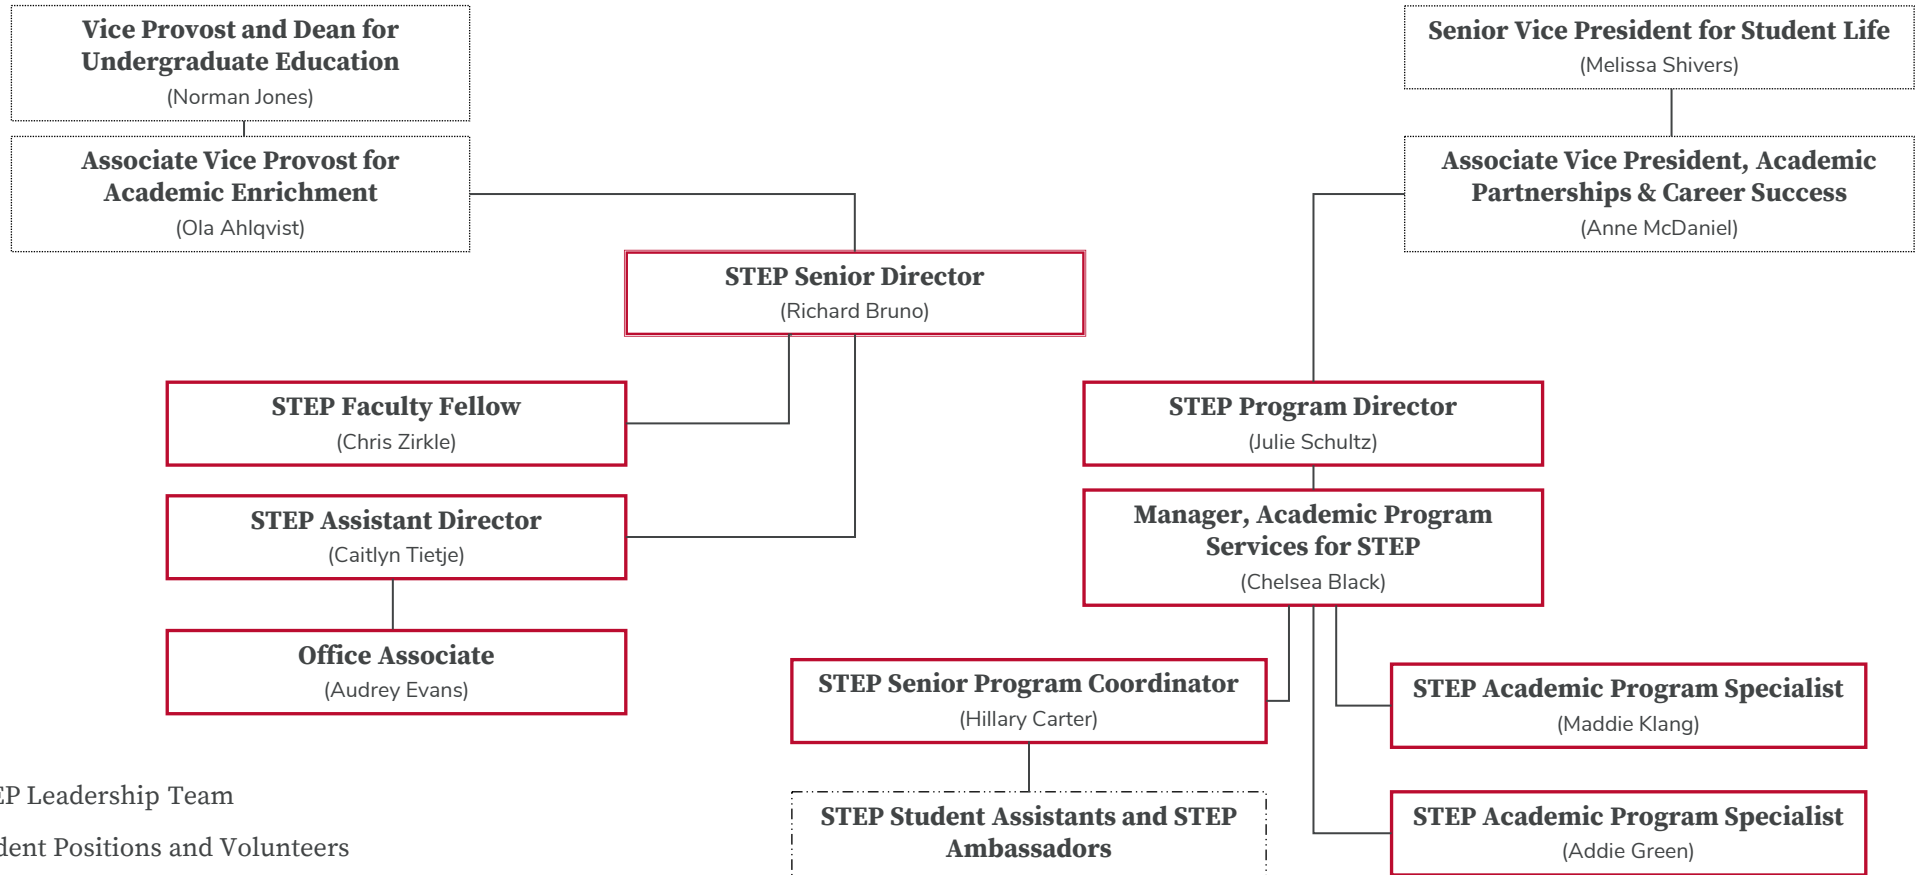 Vice Provost and Dean for
Undergraduate Education
(Norman Jones)
Senior Vice President for Student Life
(Melissa Shivers)
Associate Vice Provost for
Academic Enrichment
(Ola Ahlqvist)
Associate Vice President, Academic
Partnerships & Career Success
(Anne McDaniel)
STEP Senior Director
(Richard Bruno)
STEP Faculty Fellow
(Chris Zirkle)
STEP Program Director
(Julie Schultz)
STEP Assistant Director
(Caitlyn Tietje)
Manager, Academic Program
Services for STEP
(Chelsea Black)
Office Associate
(Audrey Evans)
STEP Senior Program Coordinator
(Hillary Carter)
STEP Academic Program Specialist
(Maddie Klang)
STEP Student Assistants and STEP
Ambassadors
STEP Academic Program Specialist
(Addie Green)
Leadership Team
Positions and Volunteers